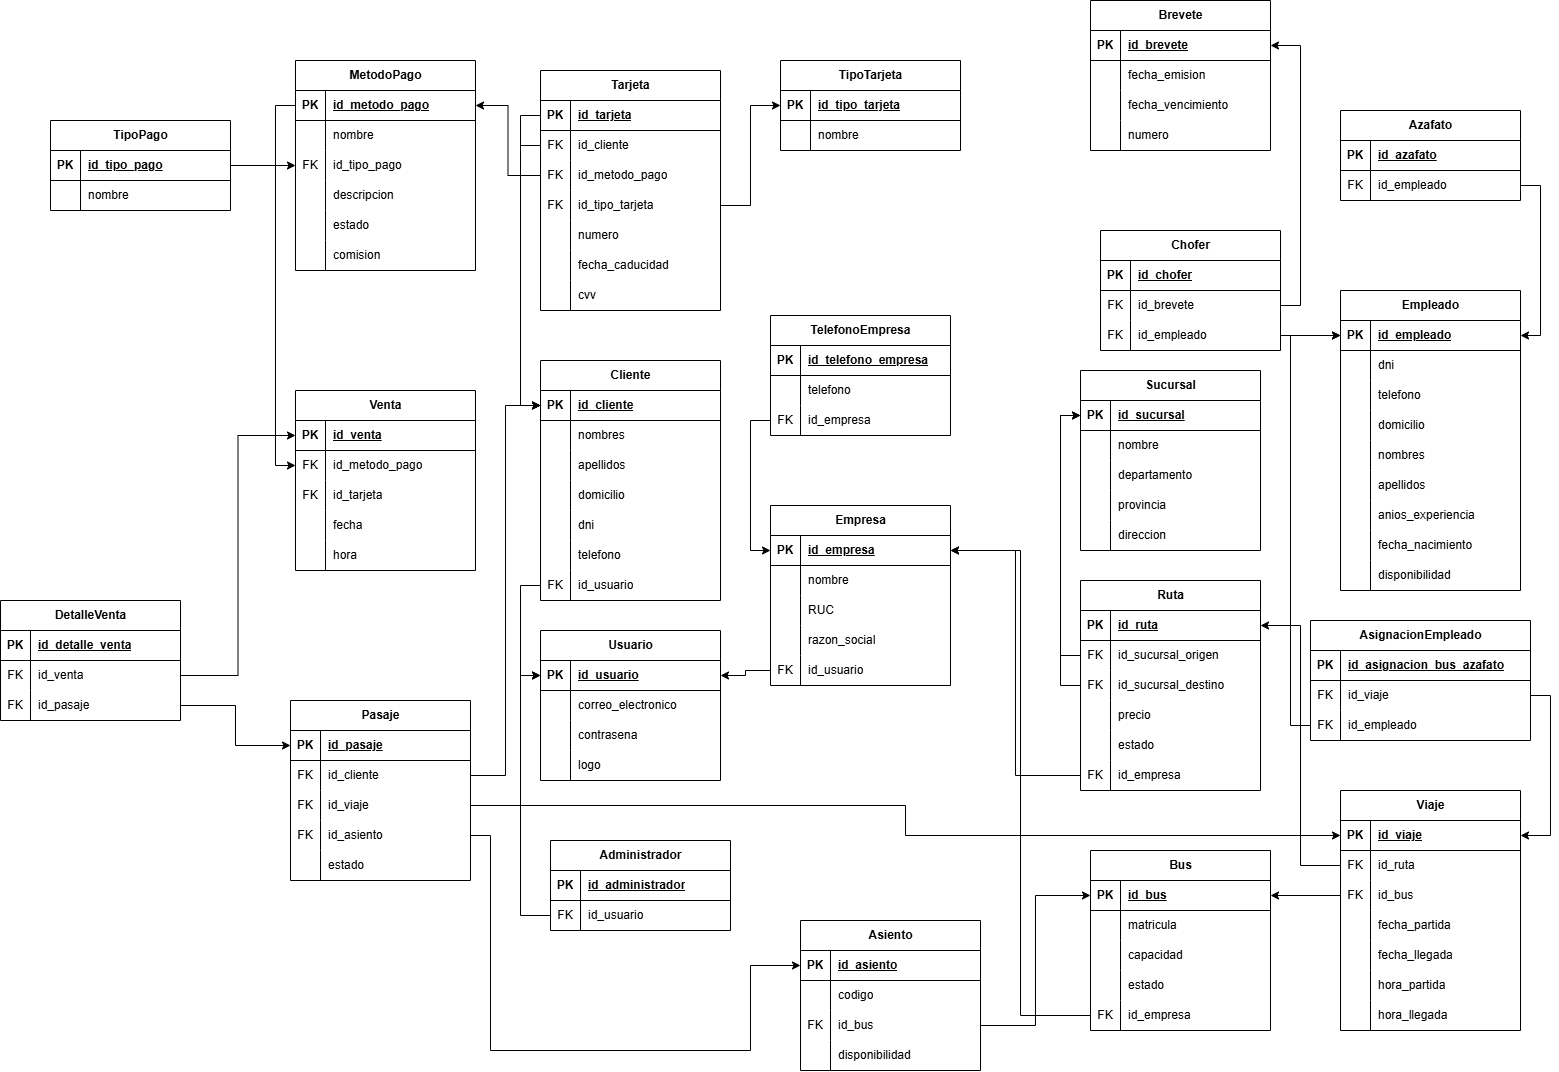 Brevete
PK id_brevete
fecha_emision
fecha_vencimiento
numero
MetodoPago
PK id_metodo_pago
nombre
FK id_tipo_pago
descripcion
estado
comision
Tarjeta
PK id_tarjeta
FK id_cliente
FK id_metodo_pago
FK id_tipo_tarjeta
numero
fecha_caducidad
cvv
TipoTarjeta
PK id_tipo_tarjeta
nombre
Azafato
PK id_azafato
FK id_empleado
TipoPago
PK id_tipo_pago
nombre
Chofer
PK id_chofer
FK id_brevete
FK id_empleado
Empleado
PK id_empleado
dni
telefono
domicilio
nombres
apellidos
anios_experiencia
fecha_nacimiento
disponibilidad
TelefonoEmpresa
PK id_telefono_empresa
telefono
FK id_empresa
Cliente
PK id_cliente
nombres
apellidos
domicilio
dni
telefono
FK id_usuario
Sucursal
PK id_sucursal
nombre
departamento
provincia
direccion
Venta
PK id_venta
FK id_metodo_pago
FK id_tarjeta
fecha
hora
Empresa
PK id_empresa
nombre
RUC
razon_social
FK id_usuario
Ruta
PK id_ruta
FK id_sucursal_origen
FK id_sucursal_destino
precio
estado
FK id_empresa
DetalleVenta
PK id_detalle_venta
FK id_venta
FK id_pasaje
Usuario
PK id_usuario
correo_electronico
contrasena
logo
AsignacionEmpleado
PK id_asignacion_bus_azafato
FK id_viaje
FK id_empleado
Pasaje
PK id_pasaje
FK id_cliente
FK id_viaje
FK id_asiento
estado
Viaje
PK id_viaje
FK id_ruta
FK id_bus
fecha_partida
fecha_llegada
hora_partida
hora_llegada
Administrador
PK id_administrador
FK id_usuario
Bus
PK id_bus
matricula
capacidad
estado
FK id_empresa
Asiento
PK id_asiento
codigo
FK id_bus
disponibilidad